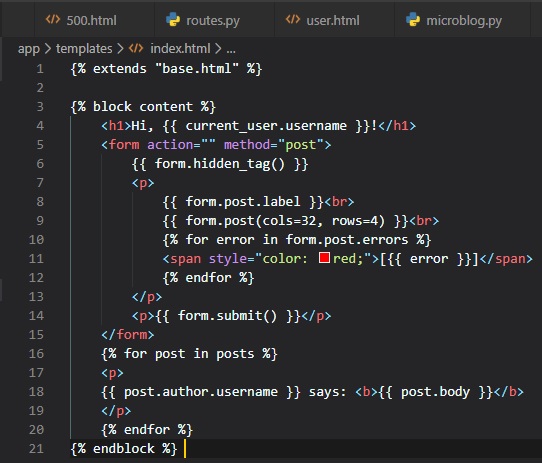 500.html routes.py user.html microblog.py
app > templates > index.html > ...
1 {% extends "base.html" %}
2
3 {% block content %}
4     <h1>Hi, {{ current_user.username }}!</h1>
5     <form action="" method="post">
6         {{ form.hidden_tag() }}
7         <p>
8             {{ form.post.label }}<br>
9             {{ form.post(cols=32, rows=4) }}<br>
10             {% for error in form.post.errors %}
11             <span style="color: red;">[{{ error }}]</span>
12             {% endfor %}
13         </p>
14         <p>{{ form.submit() }}</p>
15     </form>
16     {% for post in posts %}
17     <p>
18     {{ post.author.username }} says: <b>{{ post.body }}</b>
19     </p>
20     {% endfor %}
21 {% endblock %}